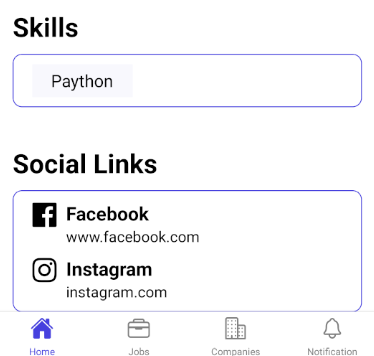 Skills
Paython
Social Links
Facebook
www.facebook.com
Instagram
instagram.com
Home Jobs Companies Notification